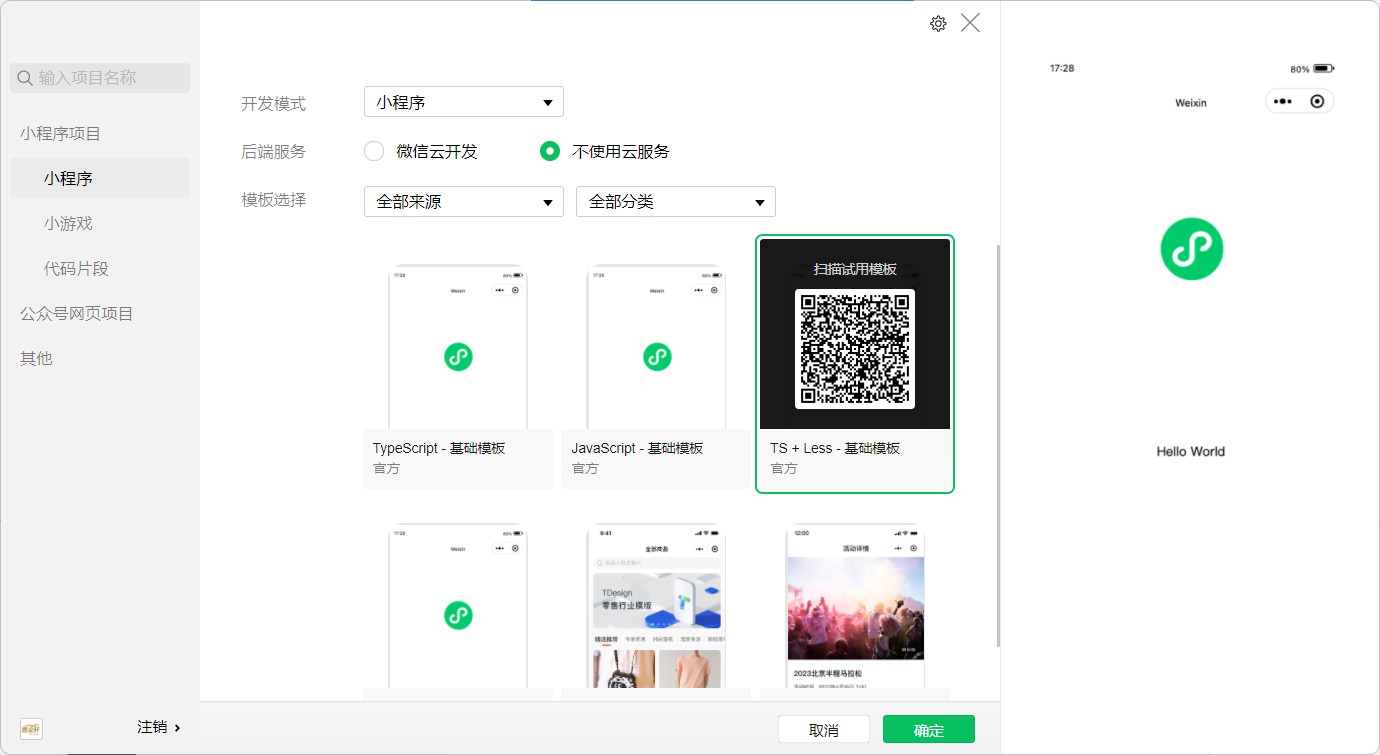 输入项目名称
小程序项目
小程序
小游戏
代码片段
公众号网页项目
其他
注销
开发模式
小程序
后端服务
微信云开发
不使用云服务
模板选择
全部来源
全部分类
17:28
80%
Weixin
17:28
80%
Weixin
扫描试用模板
TypeScript - 基础模板
官方
JavaScript - 基础模板
官方
TS + Less - 基础模板
官方
17:28
80%
Weixin
9:41
全部商品
TDesign
零售行业模版
精选推荐
12:00
活动详情
2023北京半程马拉松
取消
确定
17:28
80%
Weixin
Hello World